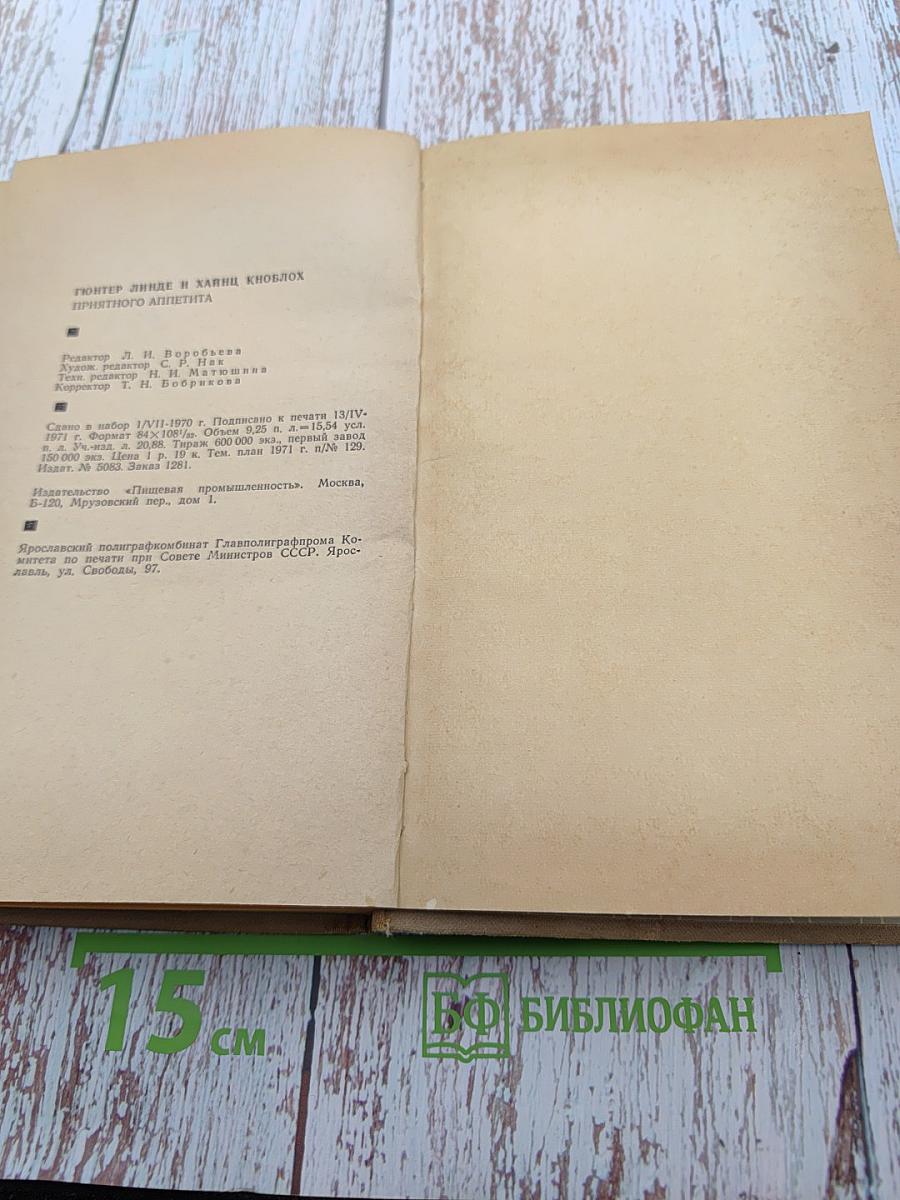 ГЮНТЕР ЛИНДЕ И ХАЙНЦ КНОБЛОХ
ПРИЯТНОГО АППЕТИТА
Редактор Л. И. Воробьева
Худож. редактор С. Р. Нак
Техн. редактор Н. И. Матюшина
Корректор Т. Н. Бобрикова
Сдано в набор 1/VII-1970 г. Подписано к печати 13/IV-
1971 г. Формат 84×108¹/₃₂. Объем 9,25 п. л.=15,54 усл.
п. л. Уч.-изд. л. 20,88. Тираж 600 000 экз., первый завод
150 000 экз. Цена 1 р. 19 к. Тем. план 1971 г. п/№ 129.
Издат. № 5083. Заказ 1281.
Издательство «Пищевая промышленность». Москва,
Б-120, Мрузовский пер., дом 1.
Ярославский полиграфкомбинат Главполиграфпрома Ко-
митета по печати при Совете Министров СССР. Ярос-
лавль, ул. Свободы, 97.
15 см
БФ БИБЛИОФАН